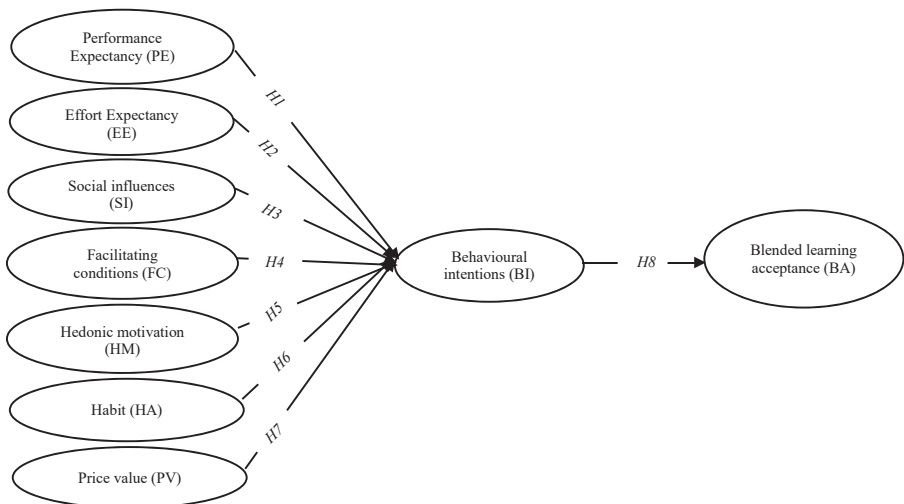 Performance
Expectancy (PE)
H1
Effort Expectancy
(EE)
H2
Social influences
(SI)
H3
Facilitating
conditions (FC)
H4
Hedonic motivation
(HM)
H5
Habit (HA)
H6
Price value (PV)
H7
Behavioural
intentions (BI)
H8
Blended learning
acceptance (BA)